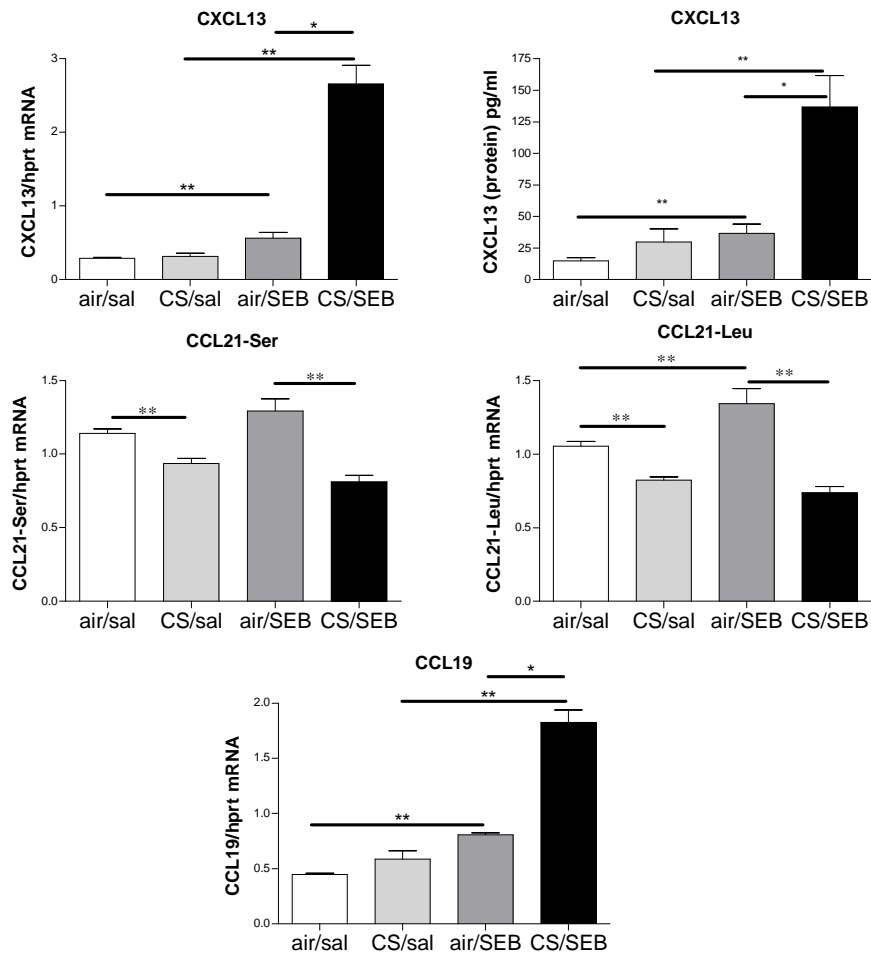 CXCL13
CXCL13/hprt mRNA
3
2
1
0
*
**
**
air/sal CS/sal air/SEB CS/SEB
CXCL13
CXCL13 (protein) pg/ml
175
150
125
100
75
50
25
0
**
*
**
air/sal CS/sal air/SEB CS/SEB
CCL21-Ser
CCL21-Ser/hprt mRNA
1.5
1.0
0.5
0.0
**
**
air/sal CS/sal air/SEB CS/SEB
CCL21-Leu
CCL21-Leu/hprt mRNA
1.5
1.0
0.5
0.0
**
**
**
air/sal CS/sal air/SEB CS/SEB
CCL19
CCL19/hprt mRNA
2.0
1.5
1.0
0.5
0.0
*
**
**
air/sal CS/sal air/SEB CS/SEB